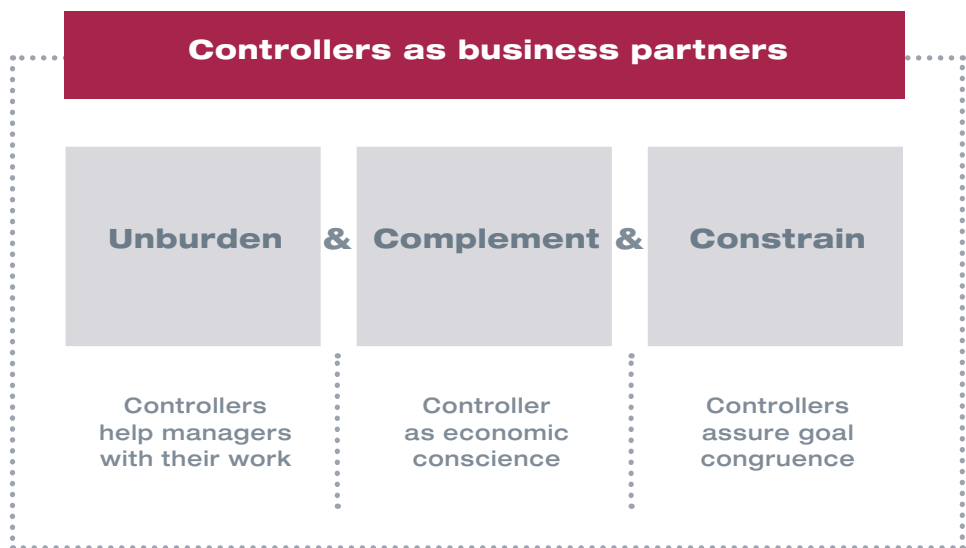 Controllers as business partners
Unburden & Complement & Constrain
Controllers
help managers
with their work
Controller
as economic
conscience
Controllers
assure goal
congruence